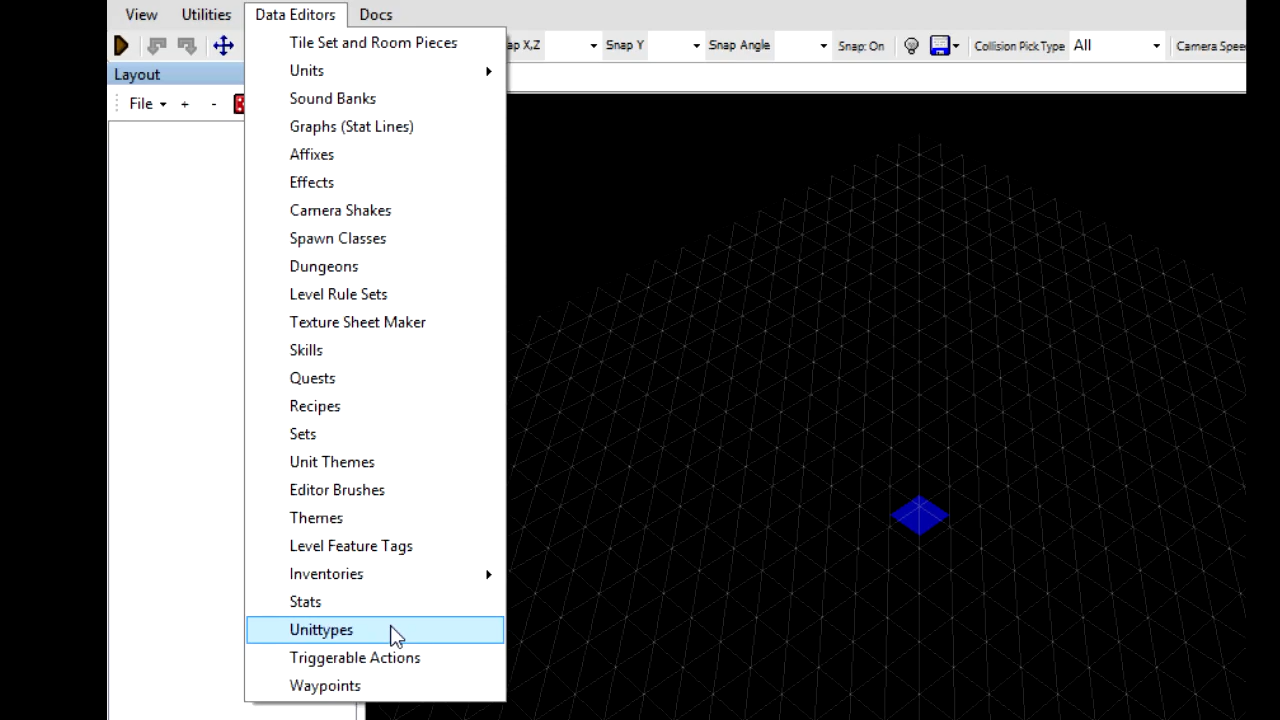 View Utilities Data Editors Docs
Snap Y Snap Angle Snap: On Collision Pick Type All
Layout
File + -
Tile Set and Room Pieces
Units
Sound Banks
Graphs (Stat Lines)
Affixes
Effects
Camera Shakes
Spawn Classes
Dungeons
Level Rule Sets
Texture Sheet Maker
Skills
Quests
Recipes
Sets
Unit Themes
Editor Brushes
Themes
Level Feature Tags
Inventories
Stats
Unittypes
Triggerable Actions
Waypoints